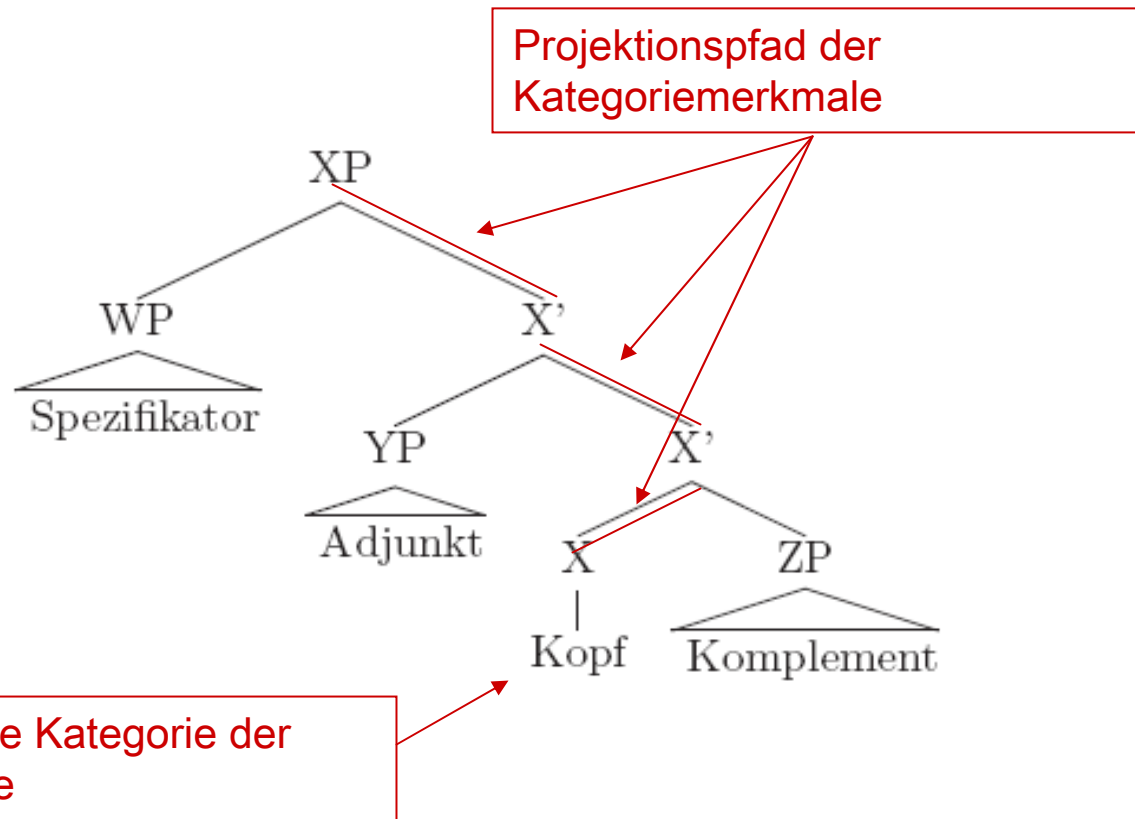 Projektionspfad der
Kategoriemerkmale
XP
WP X'
Spezifikator
YP X'
Adjunkt
X ZP
Kopf Komplement
e Kategorie der
e